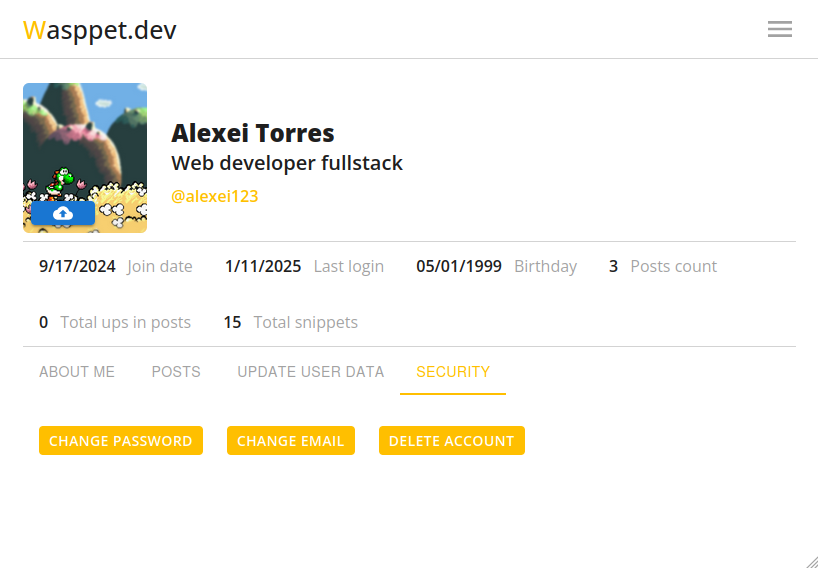 Wasppet.dev
Alexei Torres
Web developer fullstack
@alexei123
9/17/2024 Join date 1/11/2025 Last login 05/01/1999 Birthday 3 Posts count
0 Total ups in posts 15 Total snippets
ABOUT ME POSTS UPDATE USER DATA SECURITY
CHANGE PASSWORD CHANGE EMAIL DELETE ACCOUNT